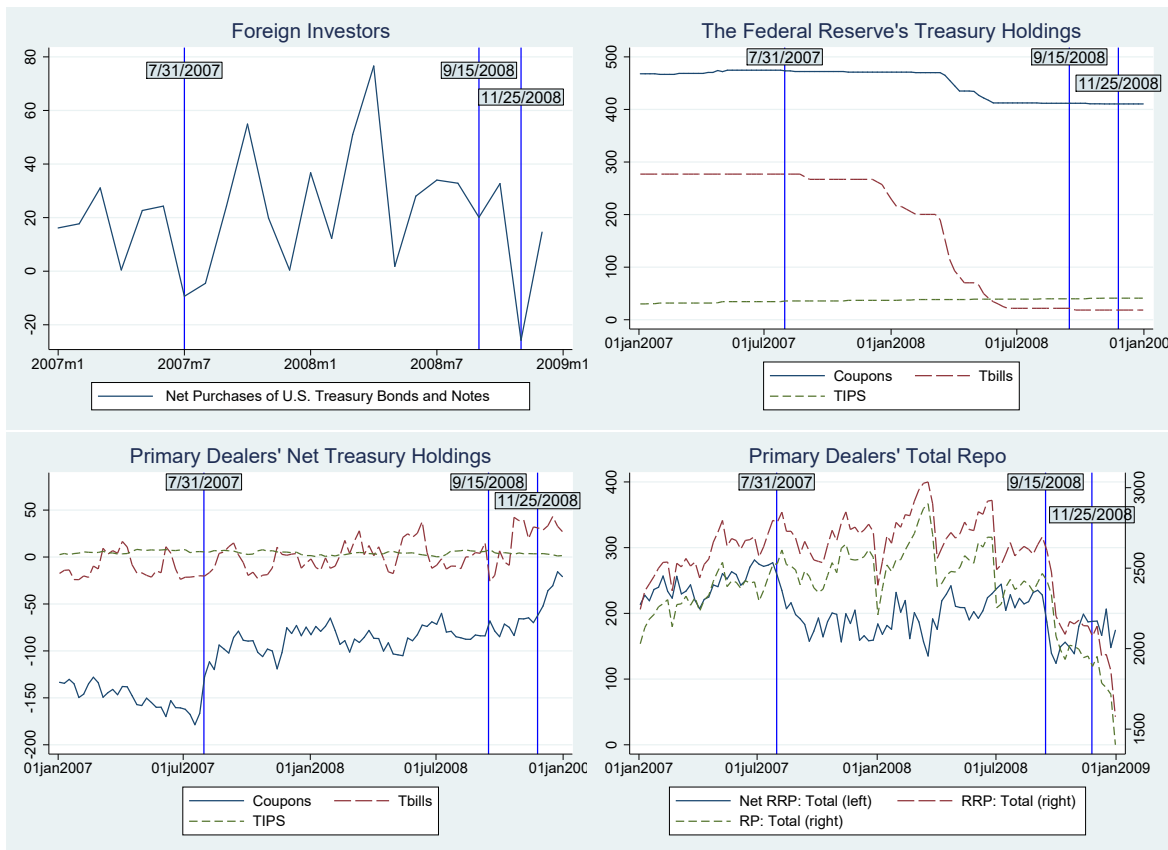 Foreign Investors
80
60
40
20
0
-20
7/31/2007
9/15/2008
11/25/2008
2007m1
2007m7
2008m1
2008m7
2009m1
Net Purchases of U.S. Treasury Bonds and Notes
The Federal Reserve's Treasury Holdings
500
400
300
200
100
0
7/31/2007
9/15/2008
11/25/2008
01jan2007
01jul2007
01jan2008
01jul2008
01jan200
Coupons
Tbills
TIPS
Primary Dealers' Net Treasury Holdings
50
0
-50
-100
-150
-200
7/31/2007
9/15/2008
11/25/2008
01jan2007
01jul2007
01jan2008
01jul2008
01jan200
Coupons
Tbills
TIPS
Primary Dealers' Total Repo
400
300
200
100
0
7/31/2007
9/15/2008
11/25/2008
3000
2500
2000
1500
01jan2007
01jul2007
01jan2008
01jul2008
01jan2009
Net RRP: Total (left)
RRP: Total (right)
RP: Total (right)